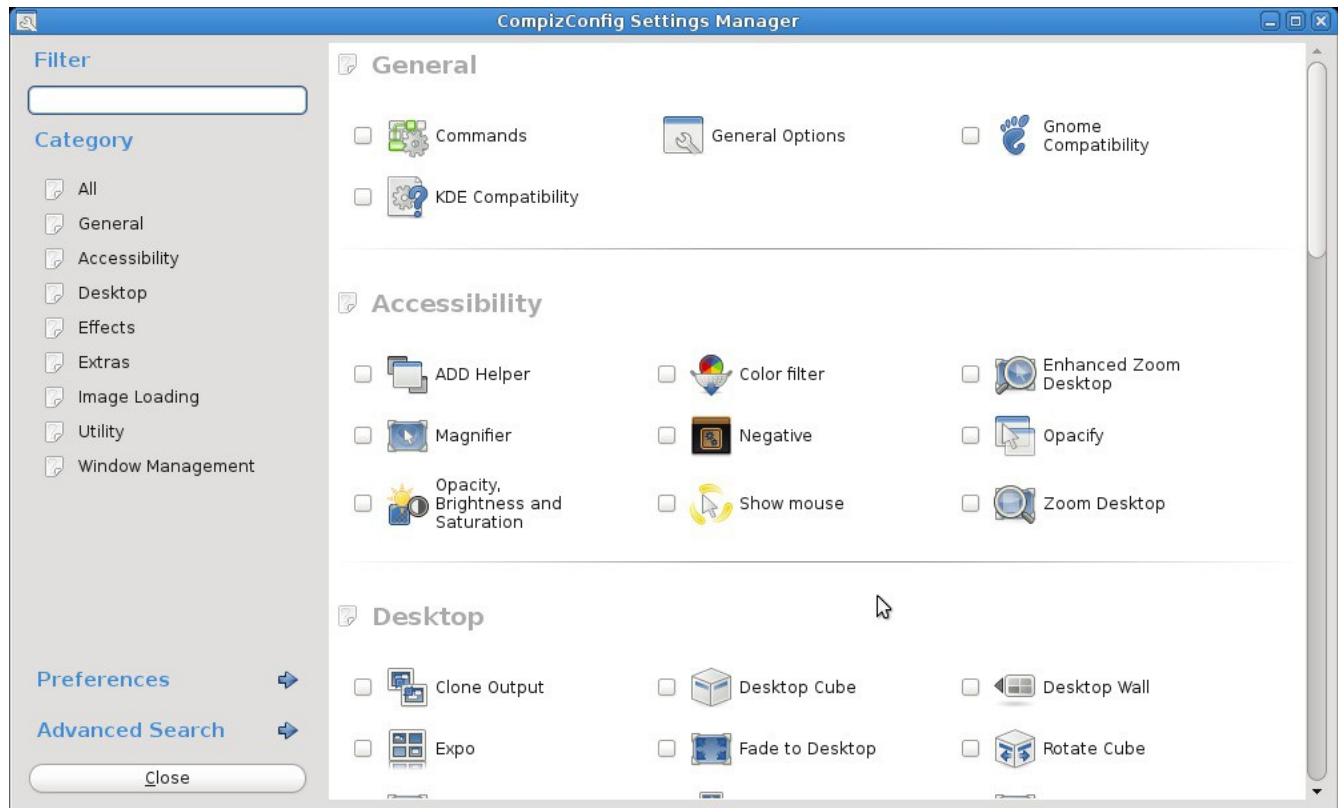 CompizConfig Settings Manager
Filter
Category
All
General
Accessibility
Desktop
Effects
Extras
Image Loading
Utility
Window Management
Preferences
Advanced Search
Close
General
Commands
General Options
Gnome
Compatibility
KDE Compatibility
Accessibility
ADD Helper
Color filter
Enhanced Zoom
Desktop
Magnifier
Negative
Opacify
Opacity,
Brightness and
Saturation
Show mouse
Zoom Desktop
Desktop
Clone Output
Desktop Cube
Desktop Wall
Expo
Fade to Desktop
Rotate Cube